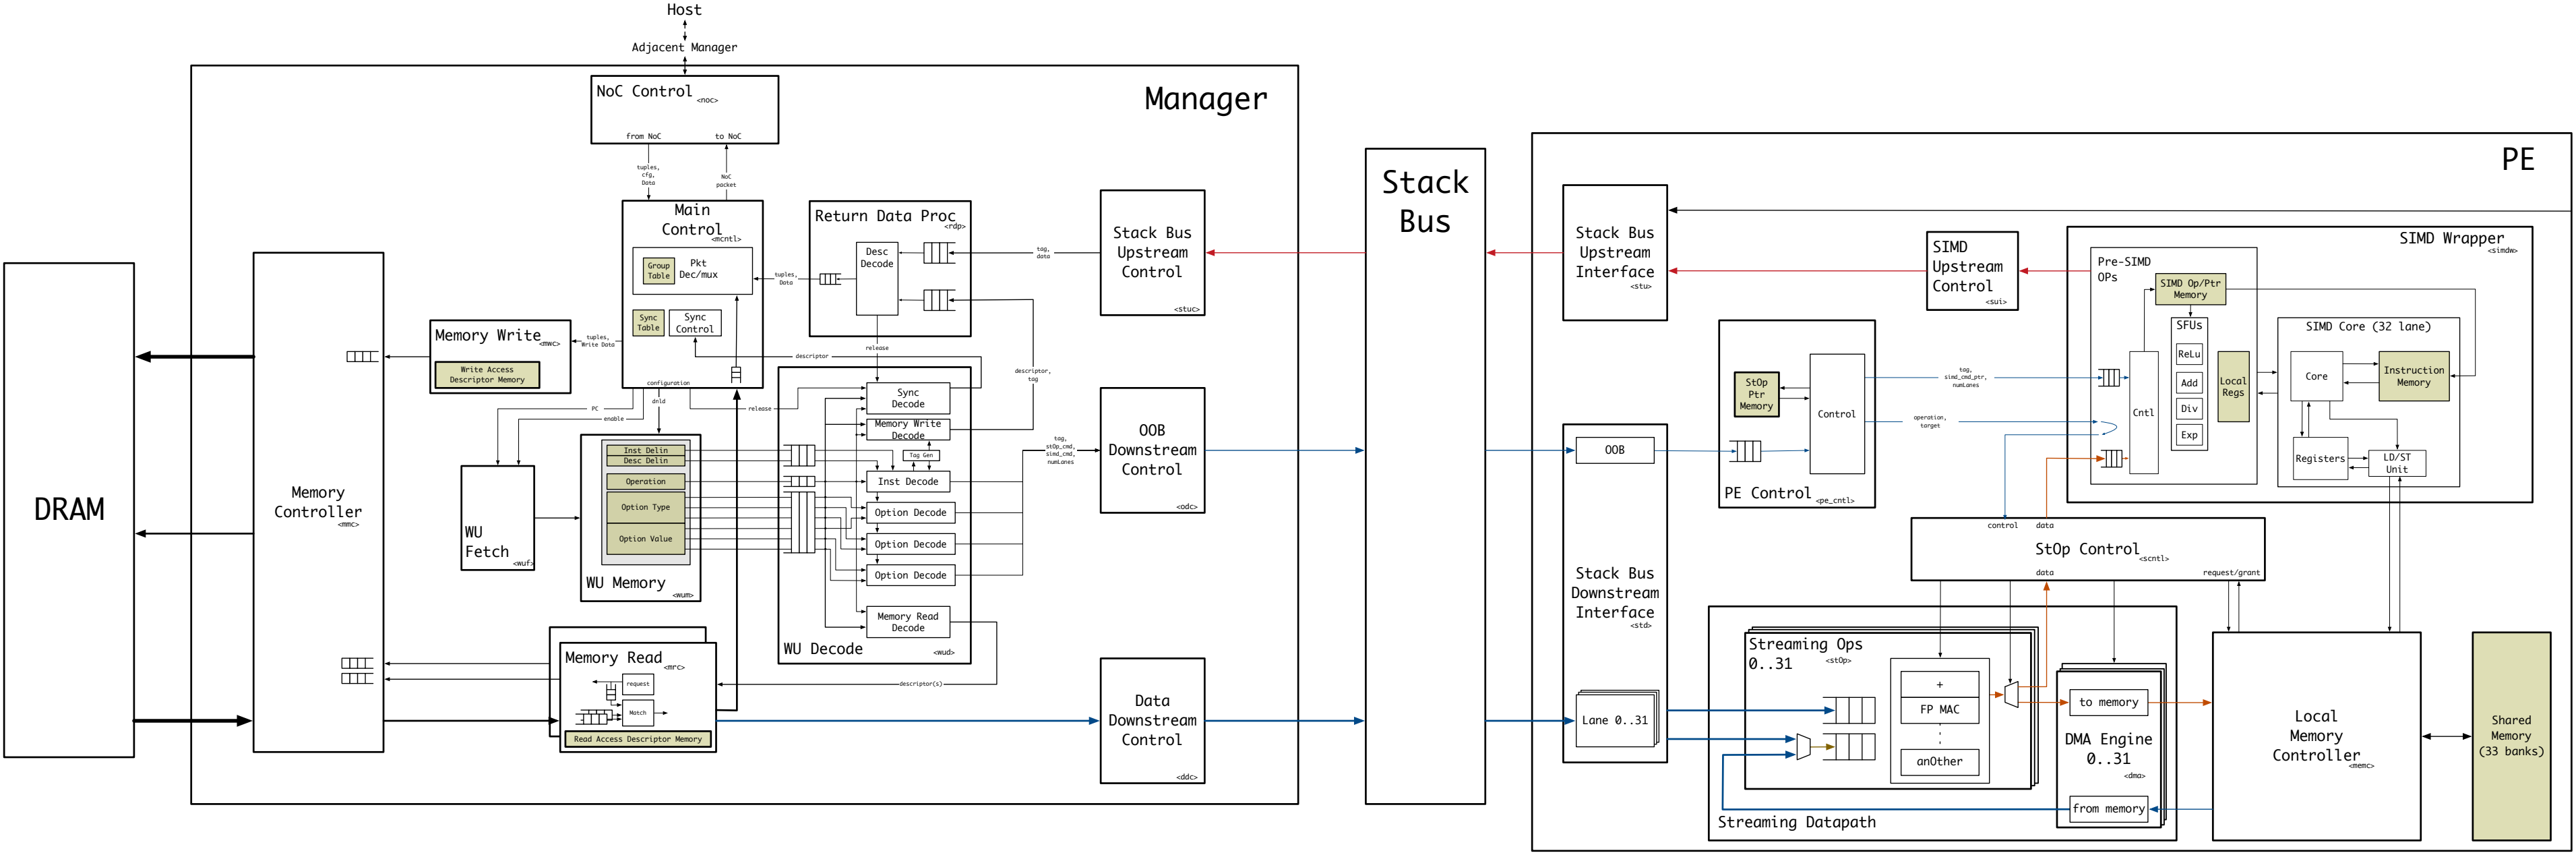 Host
Adjacent Manager
Manager
NoC Control
<noc>
from NoC
to NoC
tuples,
cfg,
Data
NoC
packet
Main
Control
<mcntl>
Group
Table
Pkt
Dec/mux
Sync
Table
Sync
Control
configuration
Return Data Proc
<rdp>
Desc
Decode
tuples,
Data
tag,
data
release
descriptor
descriptor,
tag
Stack Bus
Upstream
Control
<stuc>
Memory Write
<mwc>
Write Access
Descriptor Memory
tuples,
Write Data
PC
enable
dnld
release
DRAM
Memory
Controller
<mmc>
WU
Fetch
<wuf>
Inst Delin
Desc Delin
Operation
Option Type
Option Value
WU Memory
<wum>
Sync
Decode
Memory Write
Decode
Tag Gen
Inst Decode
Option Decode
Option Decode
Option Decode
Memory Read
Decode
WU Decode
<wud>
tag,
stOp_cmd,
simd_cmd,
numLanes
OOB
Downstream
Control
<odc>
Memory Read
<mrc>
request
Match
Read Access Descriptor Memory
descriptor(s)
Data
Downstream
Control
<ddc>
Stack
Bus
PE
Stack Bus
Upstream
Interface
<stu>
SIMD
Upstream
Control
<sui>
SIMD Wrapper
<simdw>
Pre-SIMD
OPs
SIMD Op/Ptr
Memory
SFUs
ReLu
Add
Div
Exp
Cntl
Local
Regs
SIMD Core (32 lane)
Core
Instruction
Memory
Registers
LD/ST
Unit
StOp
Ptr
Memory
Control
PE Control
<pe_cntl>
tag,
simd_cmd_ptr,
numLanes
operation,
target
OOB
Stack Bus
Downstream
Interface
<std>
Lane 0..31
control
data
StOp Control
<scntl>
data
request/grant
Streaming Ops
0..31
<stOp>
+
FP MAC
anOther
to memory
DMA Engine
0..31
<dma>
from memory
Streaming Datapath
Local
Memory
Controller
<memc>
Shared
Memory
(33 banks)